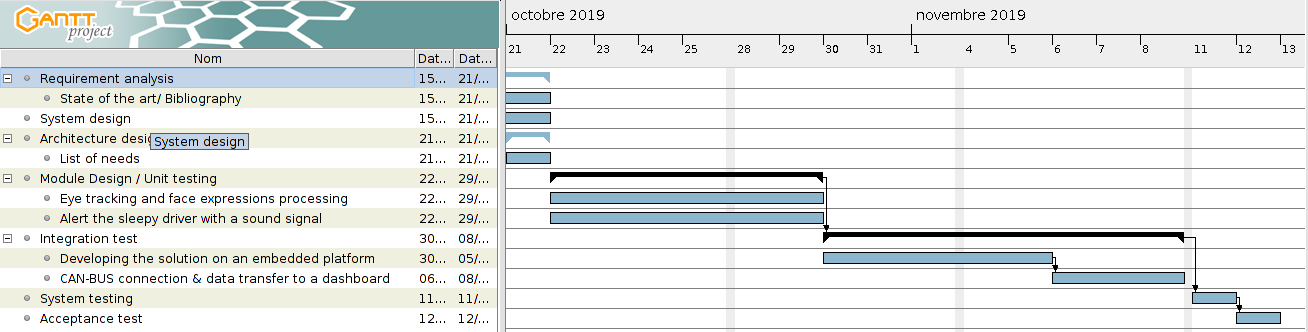 GANTT
project
octobre 2019 novembre 2019
21 22 23 24 25 28 29 30 31 1 4 5 6 7 8 11 12 13
Nom Dat... Dat...
Requirement analysis 15... 21/...
State of the art/ Bibliography 15... 21/...
System design 15... 21/...
Architecture desig 21... 21/...
System design
List of needs 21... 21/...
Module Design / Unit testing 22... 29/...
Eye tracking and face expressions processing 22... 29/...
Alert the sleepy driver with a sound signal 22... 29/...
Integration test 30... 08/...
Developing the solution on an embedded platform 30... 05/...
CAN-BUS connection & data transfer to a dashboard 06... 08/...
System testing 11... 11/...
Acceptance test 12... 12/...